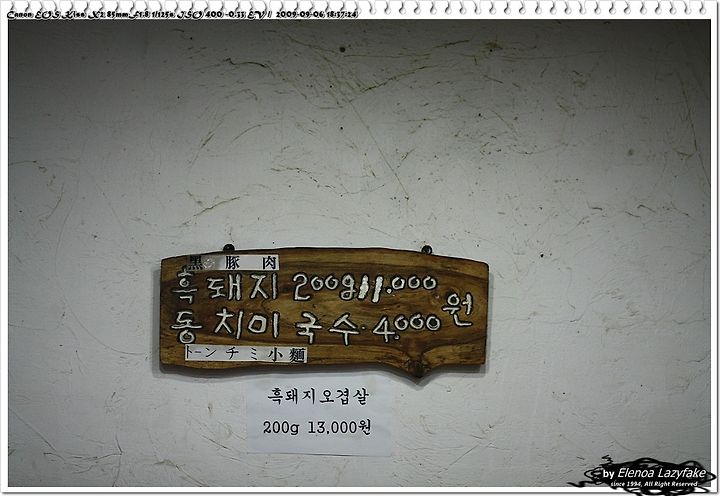 Canon EOS Kiss X2 85mm F1.8 1/125s ISO 400 -0.33 EV / 2009-09-06 18:37:24
黒 豚 肉
흑돼지 200g 11.000
동치미국수 4.000 원
トーンチミ小麵
흑돼지오겹살
200g 13,000원
by Elenoa Lazyfake
since 1994, All Right Reserved